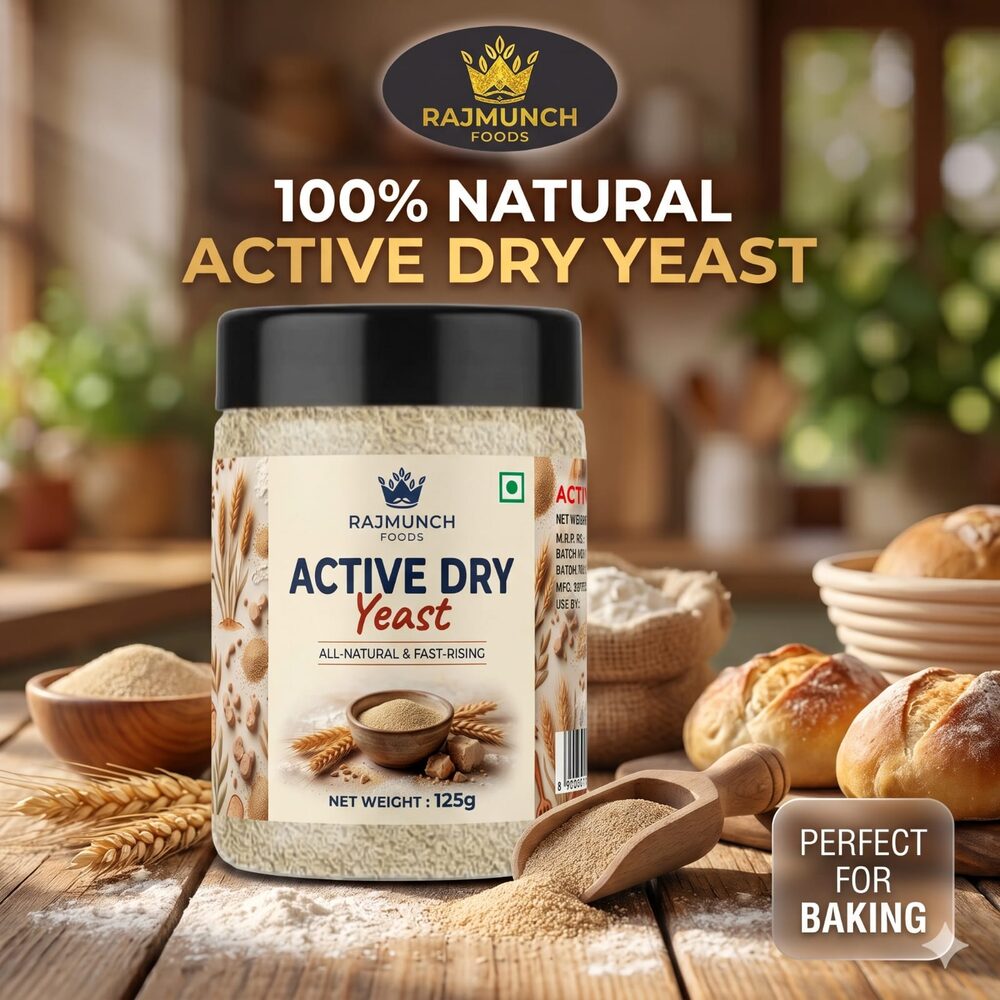 RAJMUNCH
FOODS
100% NATURAL
ACTIVE DRY YEAST
RAJMUNCH
FOODS
ACTIVE DRY
Yeast
ALL-NATURAL & FAST-RISING
NET WEIGHT : 125g
M.R.P. RS.
USE BY:
PERFECT
FOR
BAKING